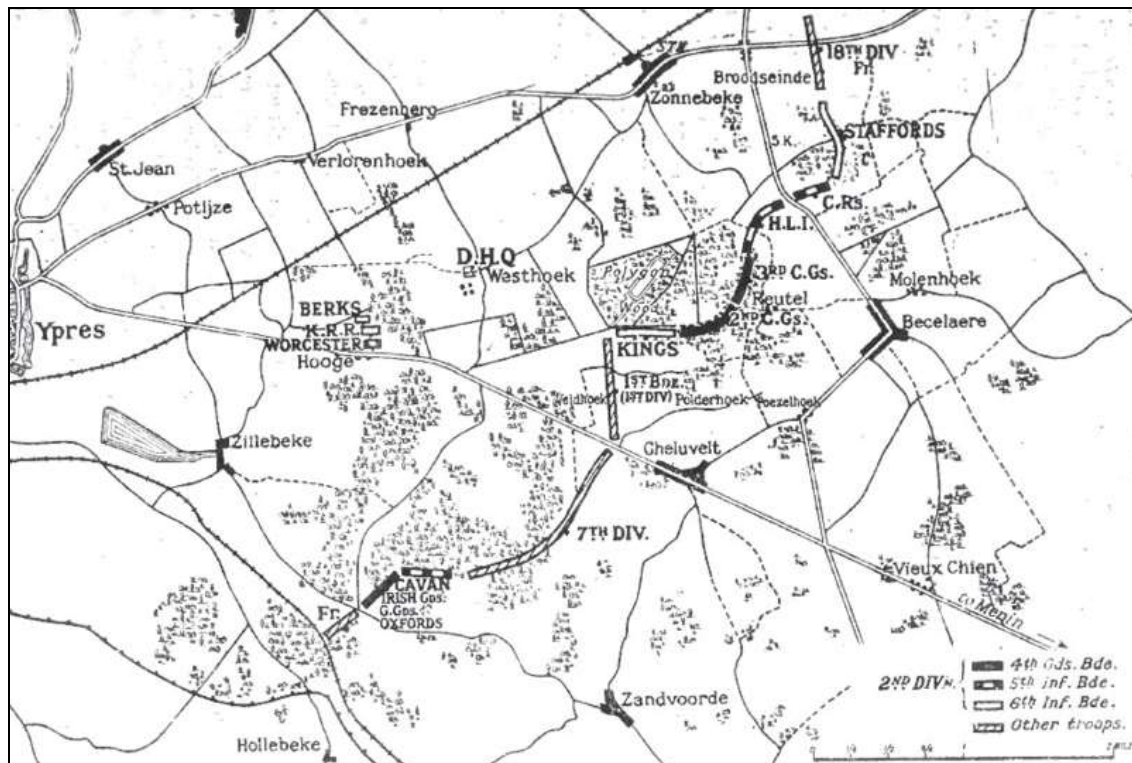 STN
18TH DIV
Fr.
Broodseinde
Zonnebeke
Frezenberg
STAFFORDS
5 K.
St.Jean
Verlorenhoek
C.Rs
Potijze
H.L.I.
D.H.Q
Westhoek
Polygon
Wood
3RD C.Gs.
Molenhoek
Reutel
2ND C.Gs.
BERKS
K.R.R.
WORCESTER
Ypres
Hooge
KINGS
Becelaere
1ST BDE.
(1ST DIV)
Veldhoek
Polderhoek
Poezelhoek
Zillebeke
Gheluvelt
7TH DIV.
Vieux Chien
CAVAN
IRISH Gds.
G.Gds.
OXFORDS
Fr.
to Menin
Zandvoorde
Hollebeke
2ND DIVN.
4th Gds. Bde.
5th Inf. Bde.
6th Inf. Bde.
Other troops.